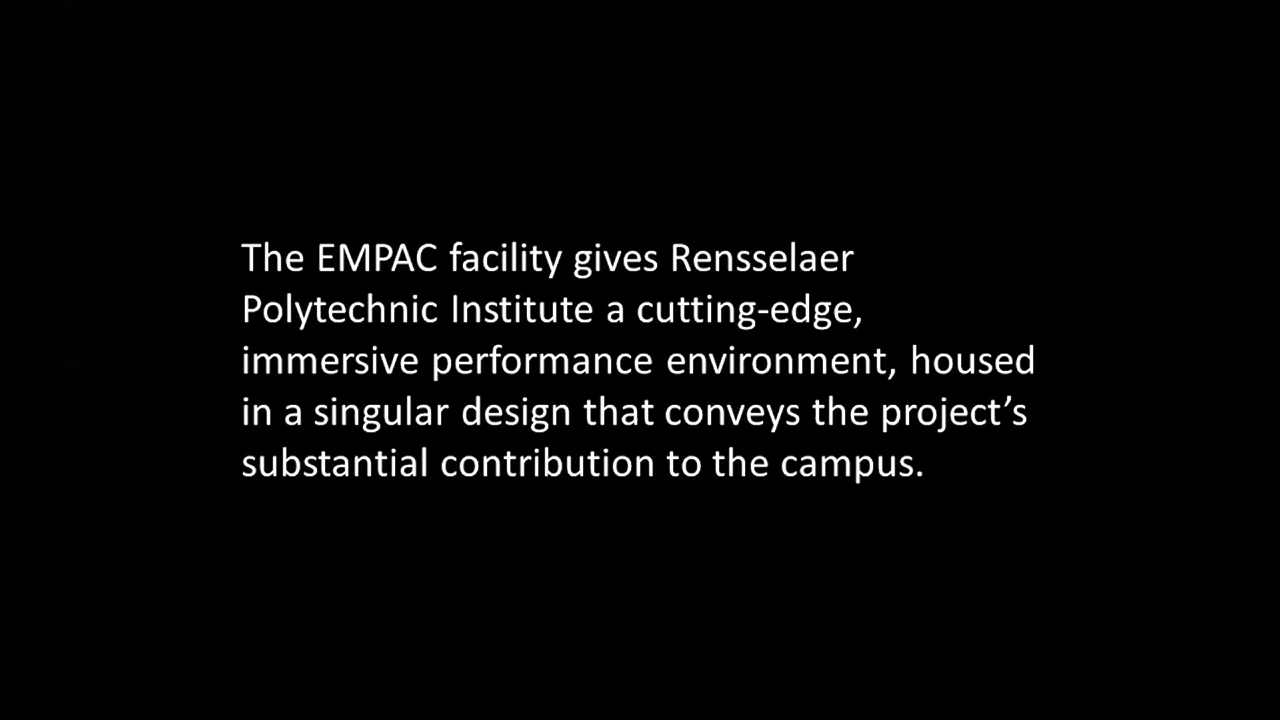 The EMPAC facility gives Rensselaer
Polytechnic Institute a cutting-edge,
immersive performance environment, housed
in a singular design that conveys the project’s
substantial contribution to the campus.